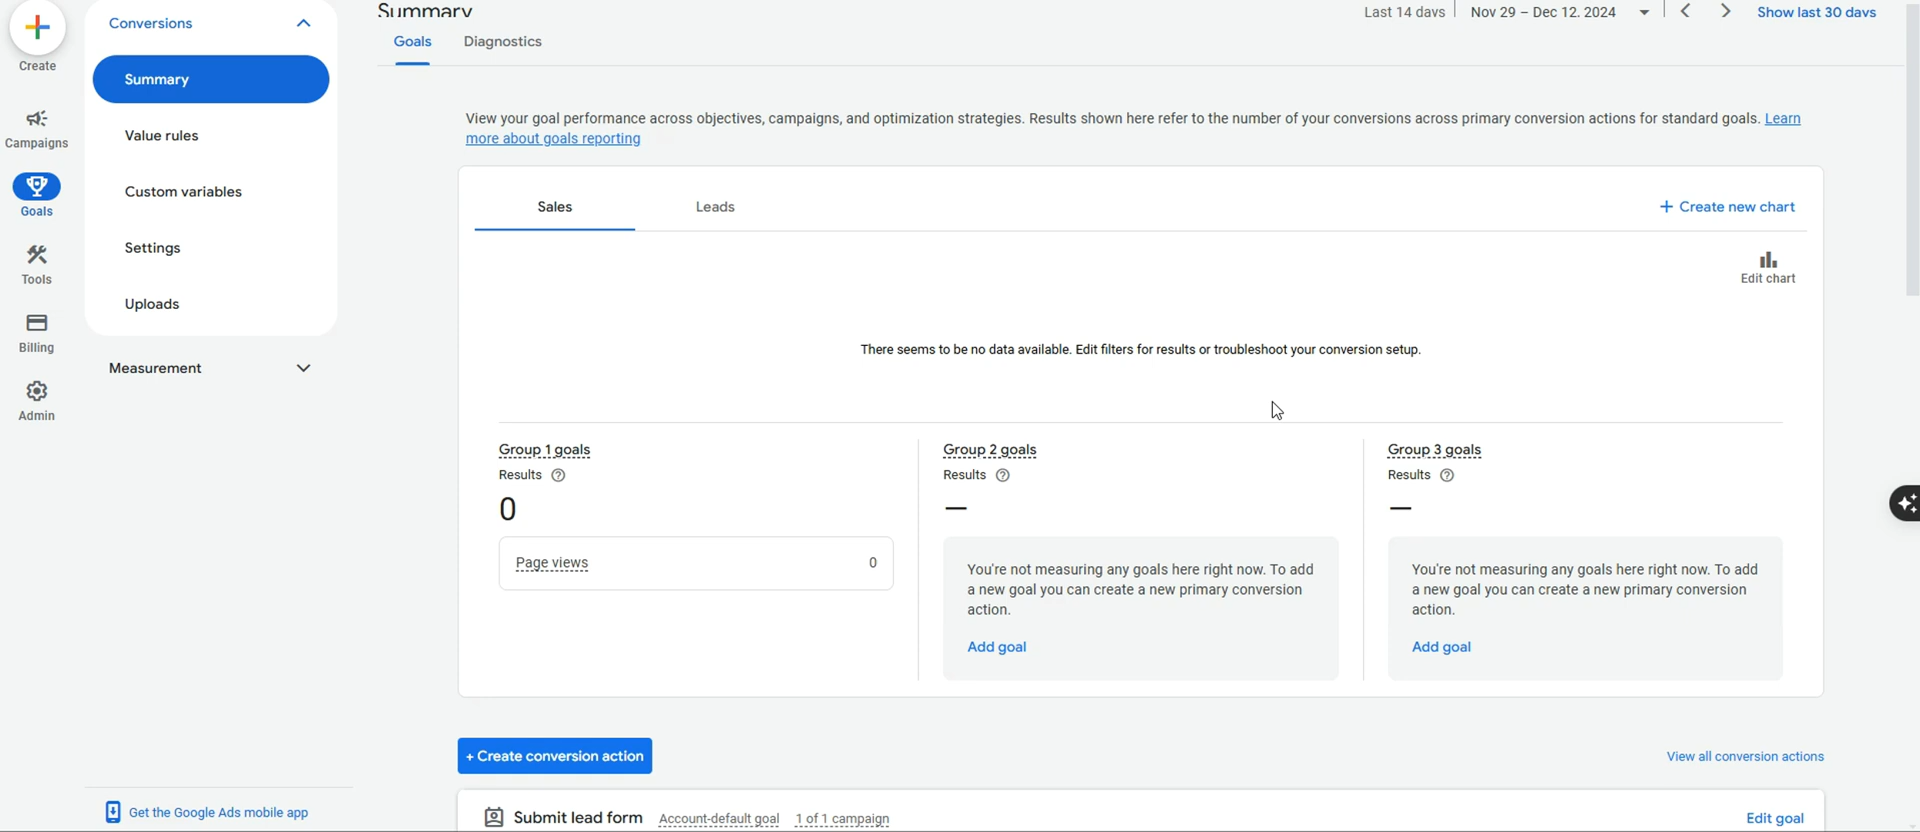 Create
Campaigns
Goals
Tools
Billing
Admin
Conversions
Summary
Value rules
Custom variables
Settings
Uploads
Measurement
Get the Google Ads mobile app
Summary
Last 14 days
Nov 29 – Dec 12. 2024
Show last 30 days
Goals
Diagnostics
View your goal performance across objectives, campaigns, and optimization strategies. Results shown here refer to the number of your conversions across primary conversion actions for standard goals. Learn
more about goals reporting
Sales
Leads
+ Create new chart
Edit chart
There seems to be no data available. Edit filters for results or troubleshoot your conversion setup.
Group 1 goals
Results
0
Page views 0
Group 2 goals
Results
—
You're not measuring any goals here right now. To add
a new goal you can create a new primary conversion
action.
Add goal
Group 3 goals
Results
—
You're not measuring any goals here right now. To add
a new goal you can create a new primary conversion
action.
Add goal
+ Create conversion action
View all conversion actions
Submit lead form Account-default goal 1 of 1 campaign
Edit goal